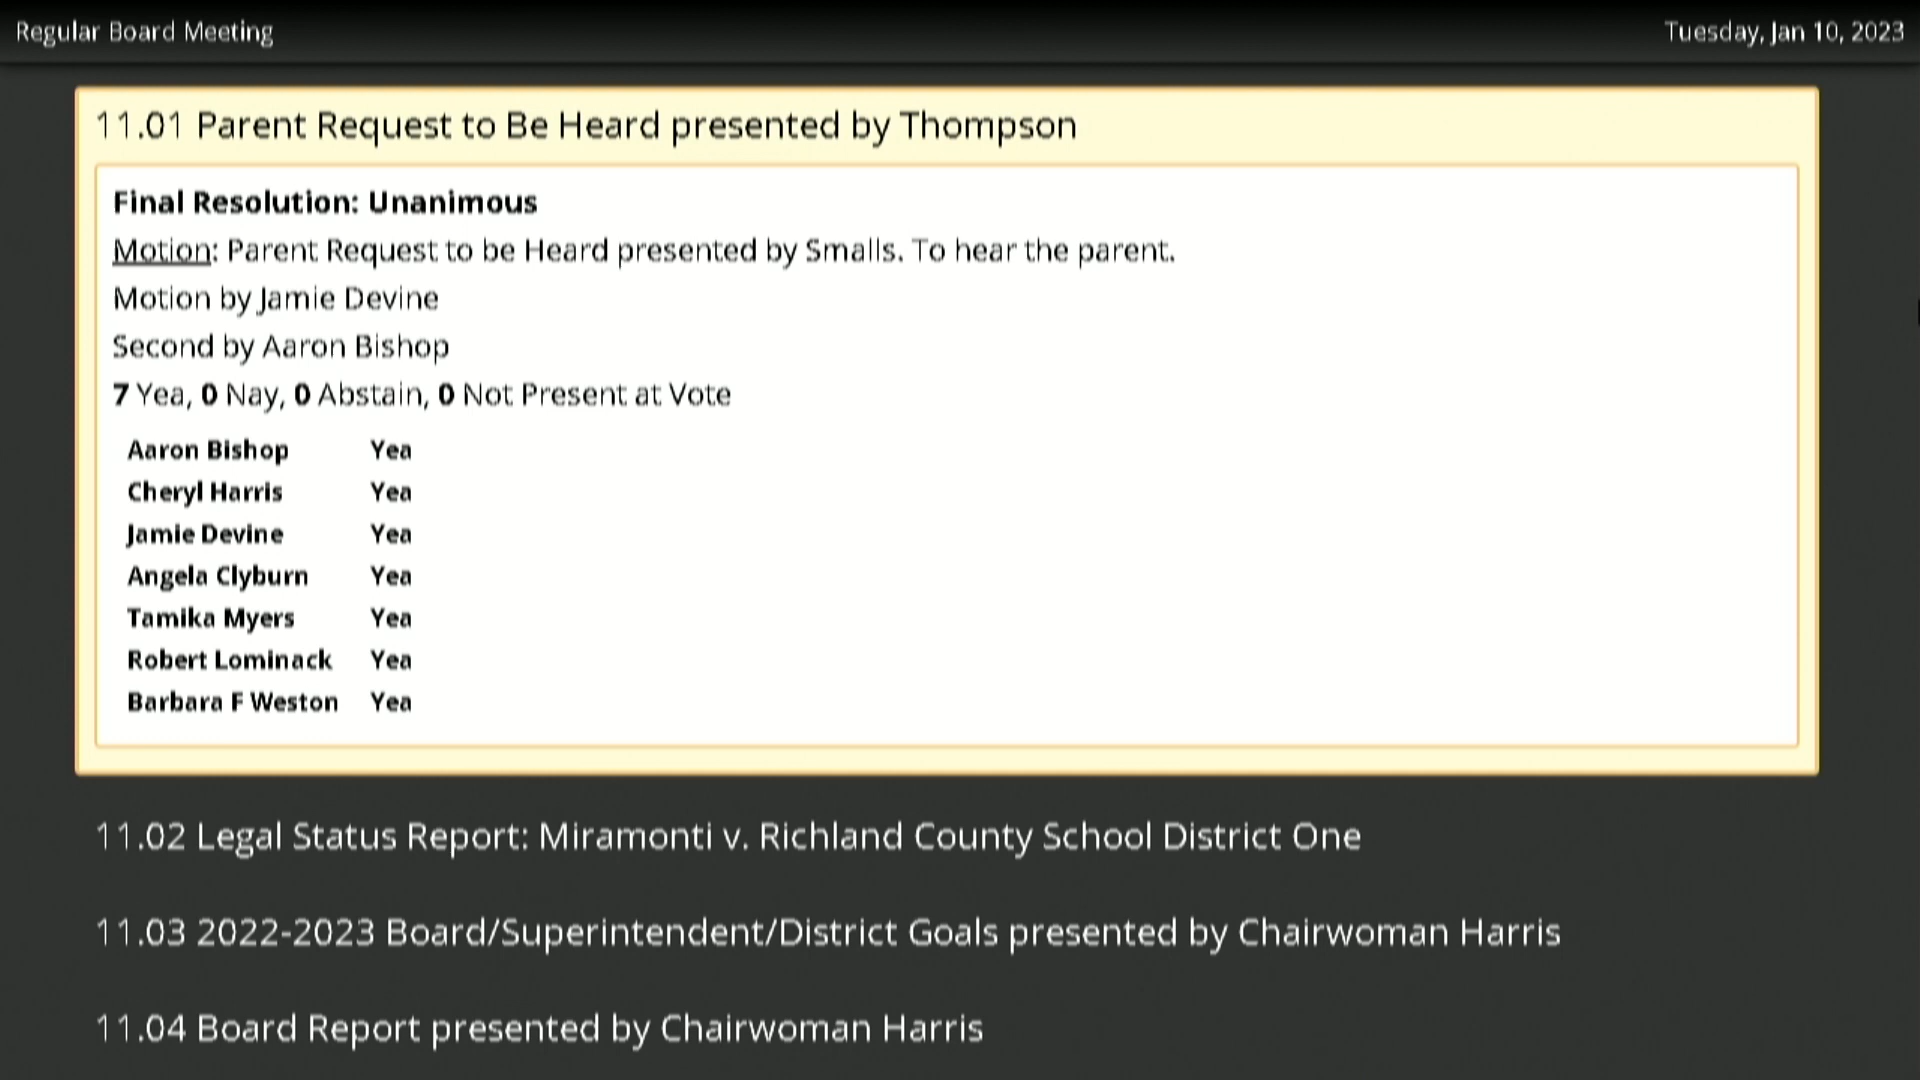 Regular Board Meeting
Tuesday, Jan 10, 2023
11.01 Parent Request to Be Heard presented by Thompson
Final Resolution: Unanimous
Motion: Parent Request to be Heard presented by Smalls. To hear the parent.
Motion by Jamie Devine
Second by Aaron Bishop
7 Yea, 0 Nay, 0 Abstain, 0 Not Present at Vote
Aaron Bishop Yea
Cheryl Harris Yea
Jamie Devine Yea
Angela Clyburn Yea
Tamika Myers Yea
Robert Lominack Yea
Barbara F Weston Yea
11.02 Legal Status Report: Miramonti v. Richland County School District One
11.03 2022-2023 Board/Superintendent/District Goals presented by Chairwoman Harris
11.04 Board Report presented by Chairwoman Harris